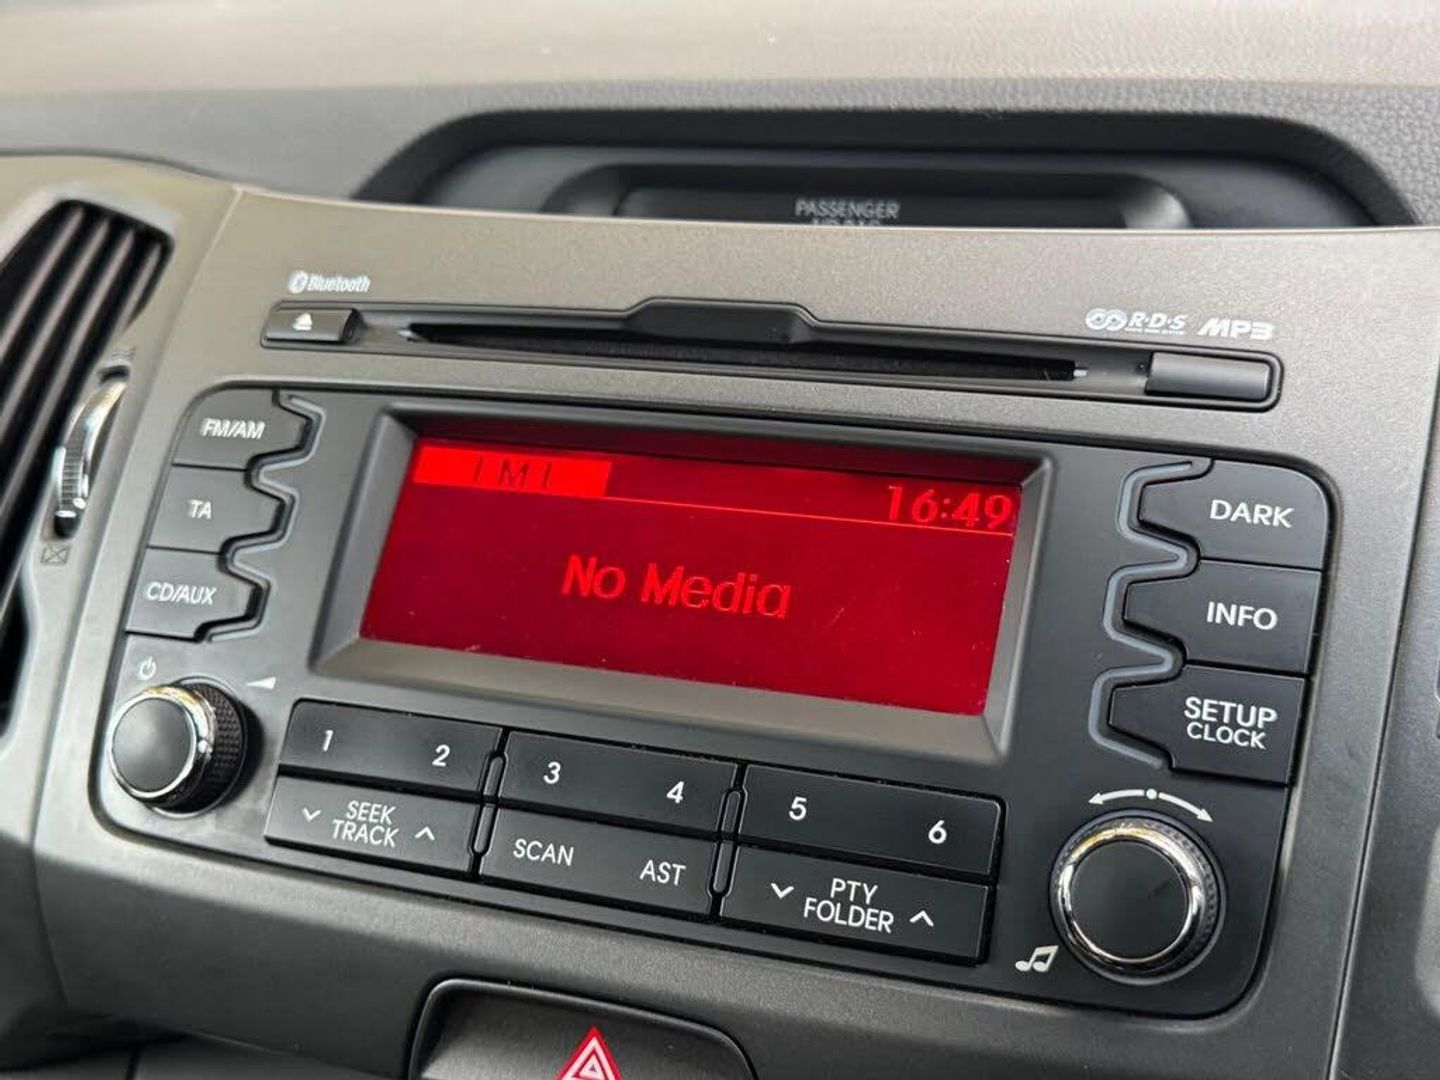 PASSENGER
Bluetooth
R·D·S
MP3
FM/AM
TA
CD/AUX
16:49
No Media
DARK
INFO
SETUP
CLOCK
1
2
3
4
5
6
SEEK
TRACK
SCAN
AST
PTY
FOLDER